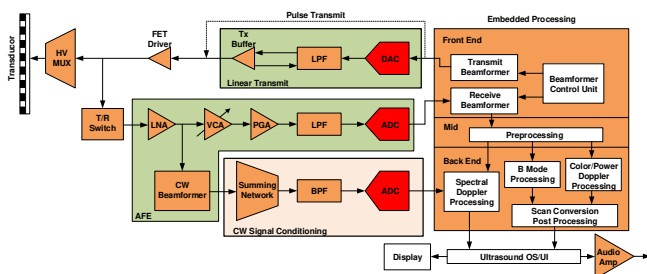 Pulse Transmit
Embedded Processing
Transducor
HV
MUX
FET
Driver
Tx
Buffer
LPF
DAC
Linear Transmit
Front End
Transmit
Beamformer
Receive
Beamformer
Beamformer
Control Unit
T/R
Switch
LNA
VCA
PGA
LPF
ADC
Mid
Preprocessing
CW
Beamformer
AFE
Summing
Network
BPF
ADC
CW Signal Conditioning
Back End
Spectral
Doppler
Processing
B Mode
Processing
Color/Power
Doppler
Processing
Scan Conversion
Post Processing
Display
Ultrasound OS/UI
Audio
Amp